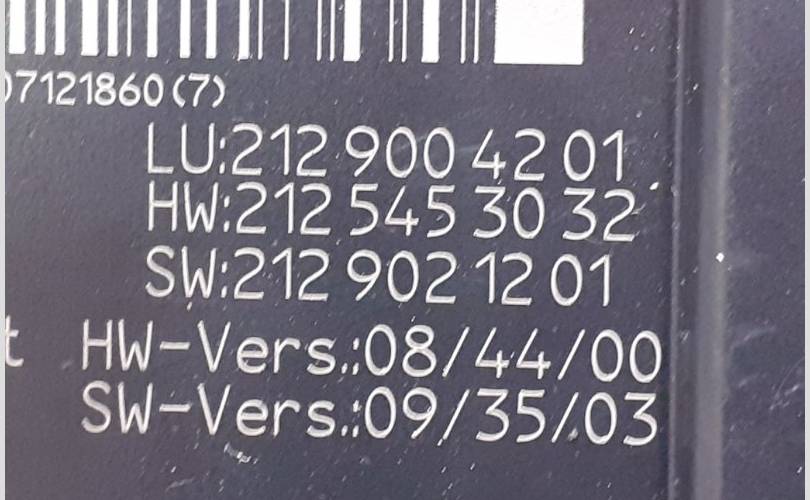 07121860(7)
LU:212 900 42 01
HW:212 545 30 32
SW:212 902 12 01
t HW-Vers.:08/44/00
SW-Vers.:09/35/03